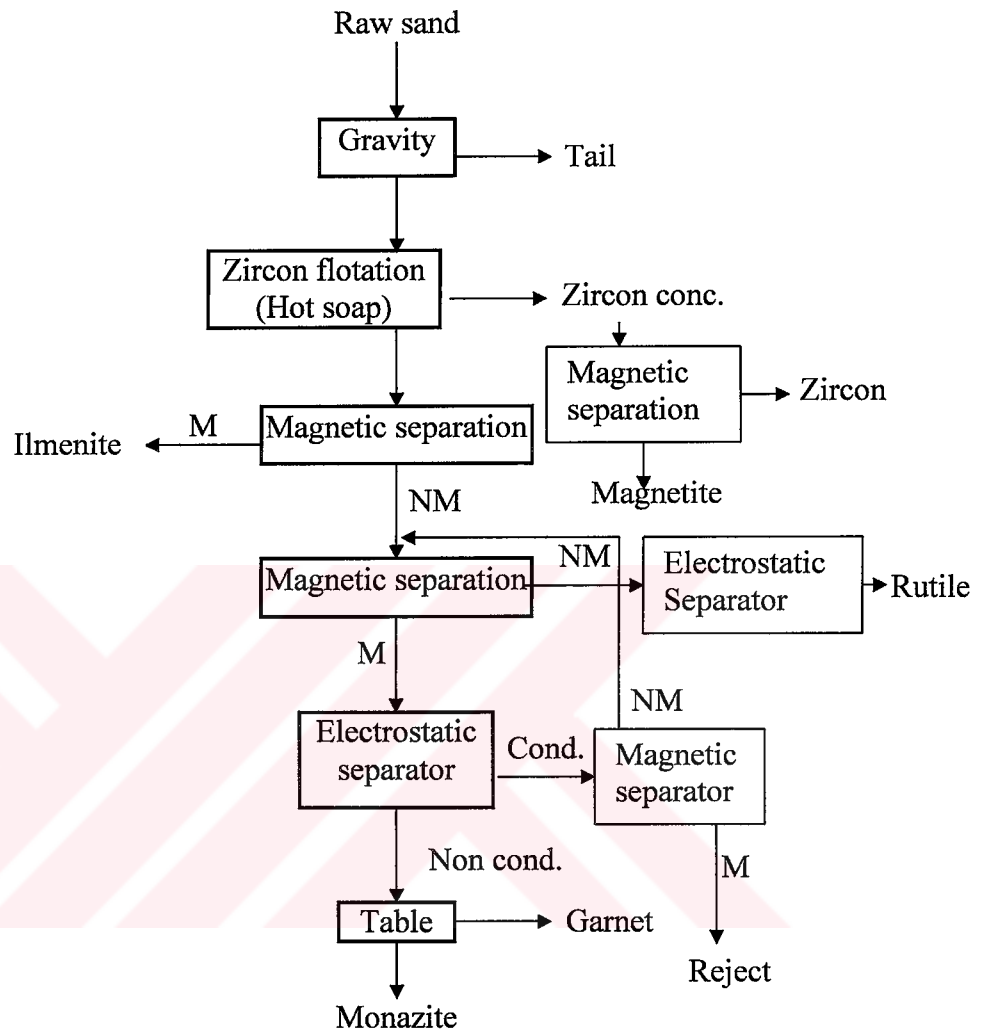 Raw sand
Gravity
Tail
Zircon flotation
(Hot soap)
Zircon conc.
Magnetic
separation
Zircon
Magnetite
Ilmenite
M
Magnetic separation
NM
Magnetic separation
NM
Electrostatic
Separator
Rutile
M
NM
Electrostatic
separator
Cond.
Magnetic
separator
Non cond.
M
Table
Garnet
Reject
Monazite